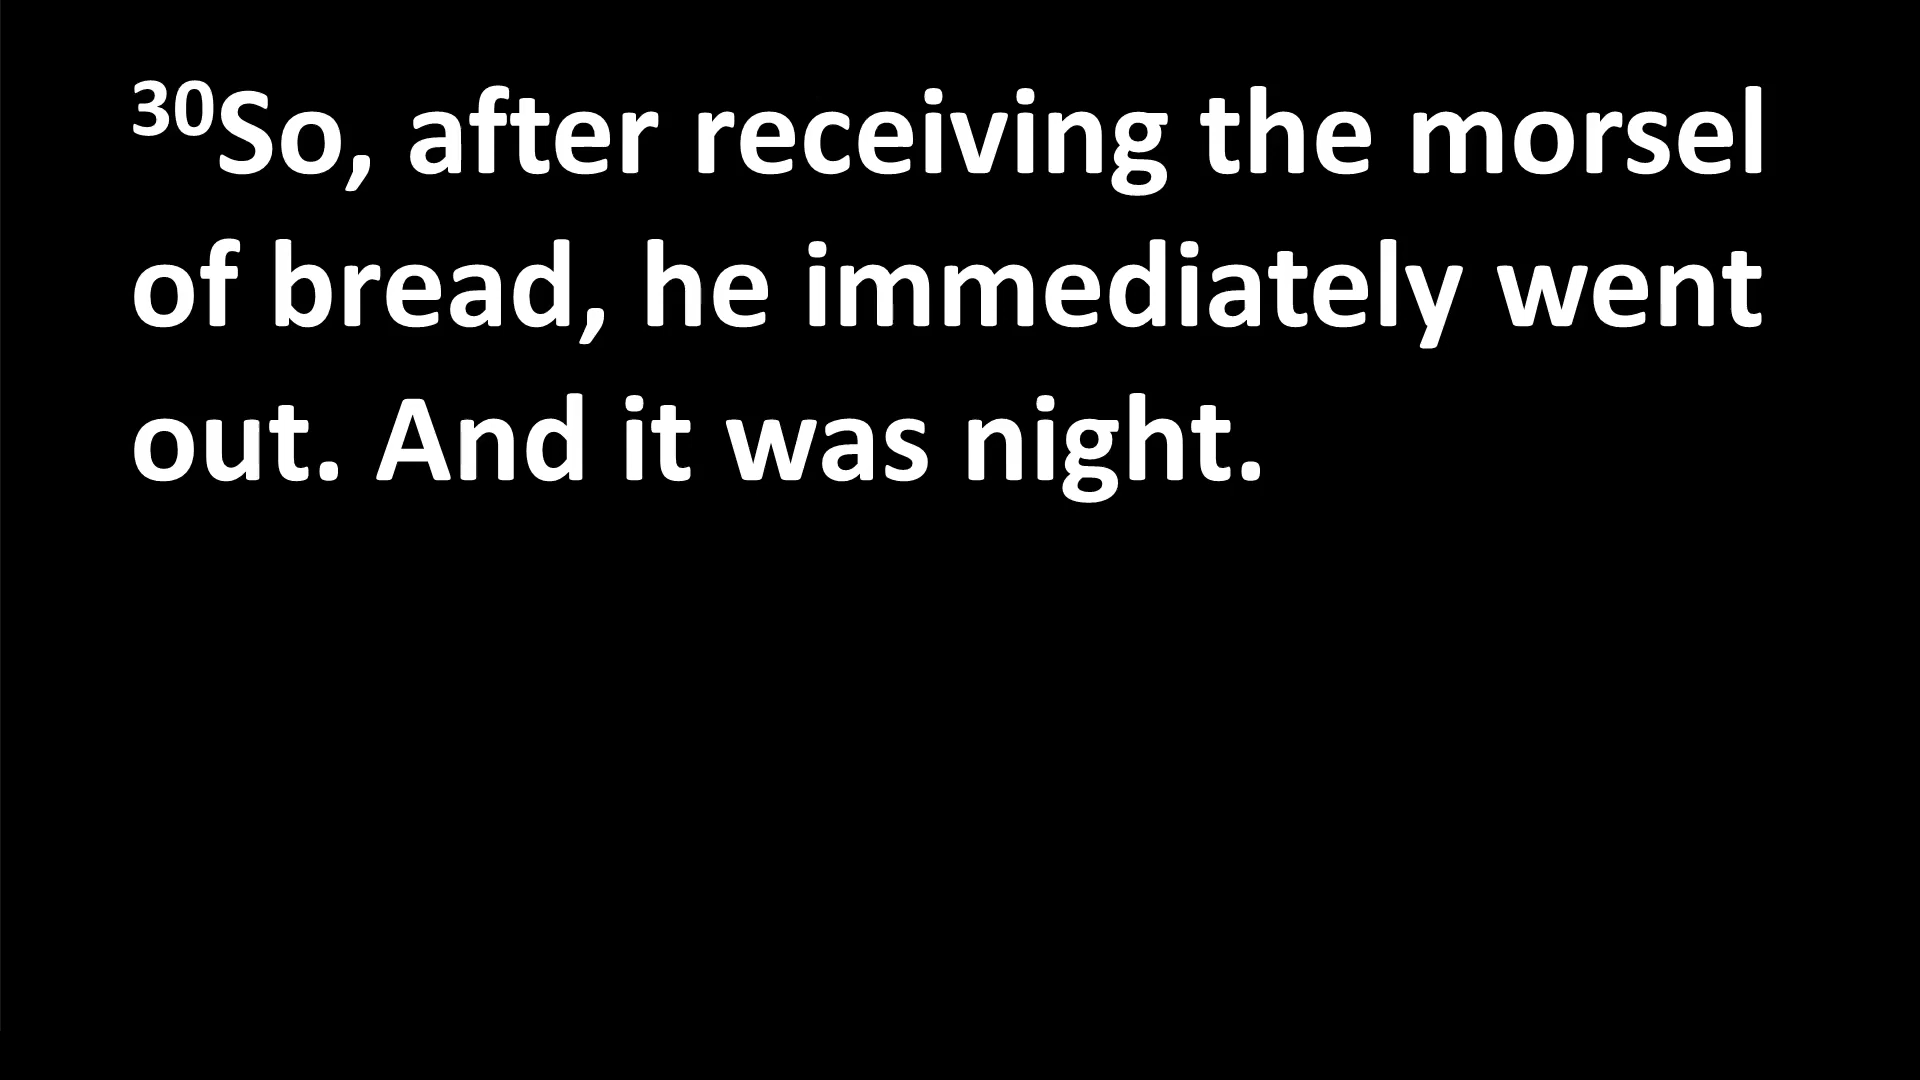 ³⁰So, after receiving the morsel
of bread, he immediately went
out. And it was night.